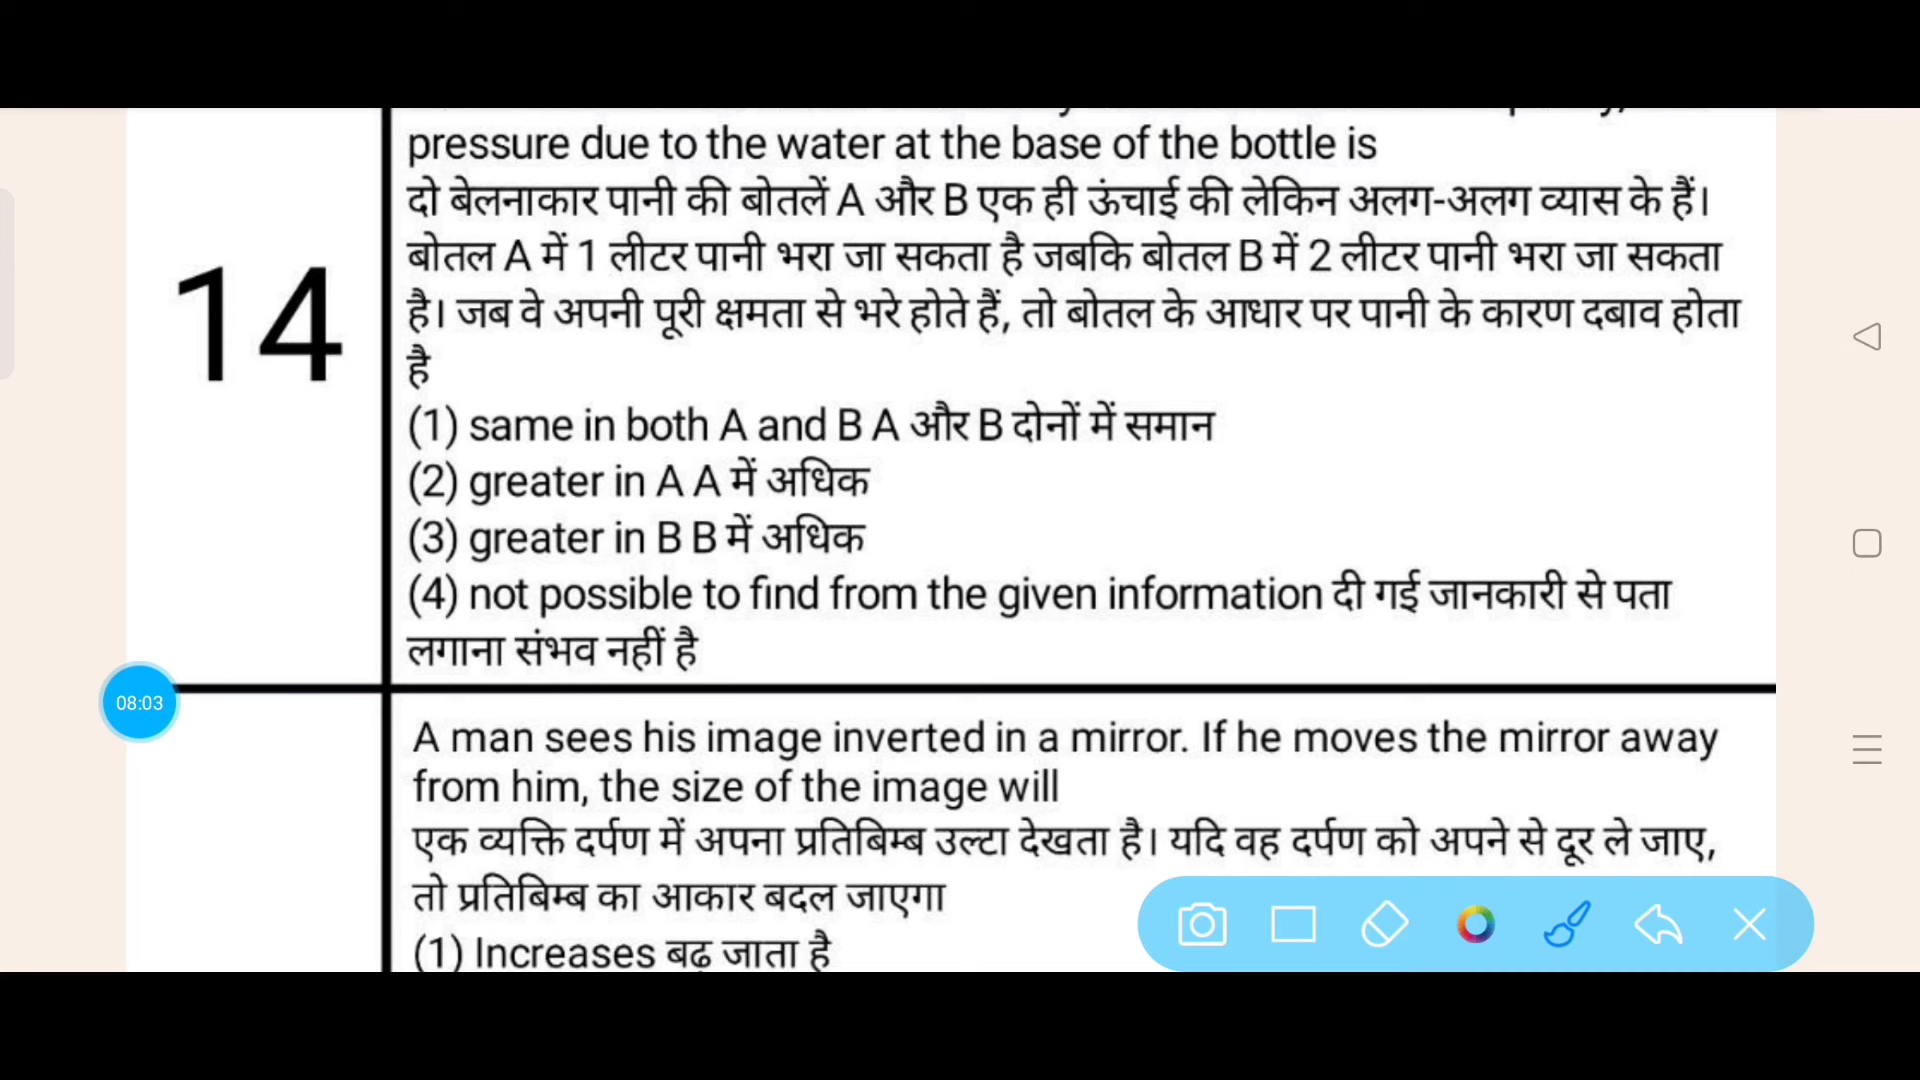 pressure due to the water at the base of the bottle is
दो बेलनाकार पानी की बोतलें A और B एक ही ऊंचाई की लेकिन अलग-अलग व्यास के हैं।
बोतल A में 1 लीटर पानी भरा जा सकता है जबकि बोतल B में 2 लीटर पानी भरा जा सकता
14
है। जब वे अपनी पूरी क्षमता से भरे होते हैं, तो बोतल के आधार पर पानी के कारण दबाव होता
है
(1) same in both A and B A और B दोनों में समान
(2) greater in A A में अधिक
(3) greater in B B में अधिक
(4) not possible to find from the given information दी गई जानकारी से पता
लगाना संभव नहीं है
08:03
A man sees his image inverted in a mirror. If he moves the mirror away
from him, the size of the image will
एक व्यक्ति दर्पण में अपना प्रतिबिम्ब उल्टा देखता है। यदि वह दर्पण को अपने से दूर ले जाए,
तो प्रतिबिम्ब का आकार बदल जाएगा
(1) Increases बढ़ जाता है